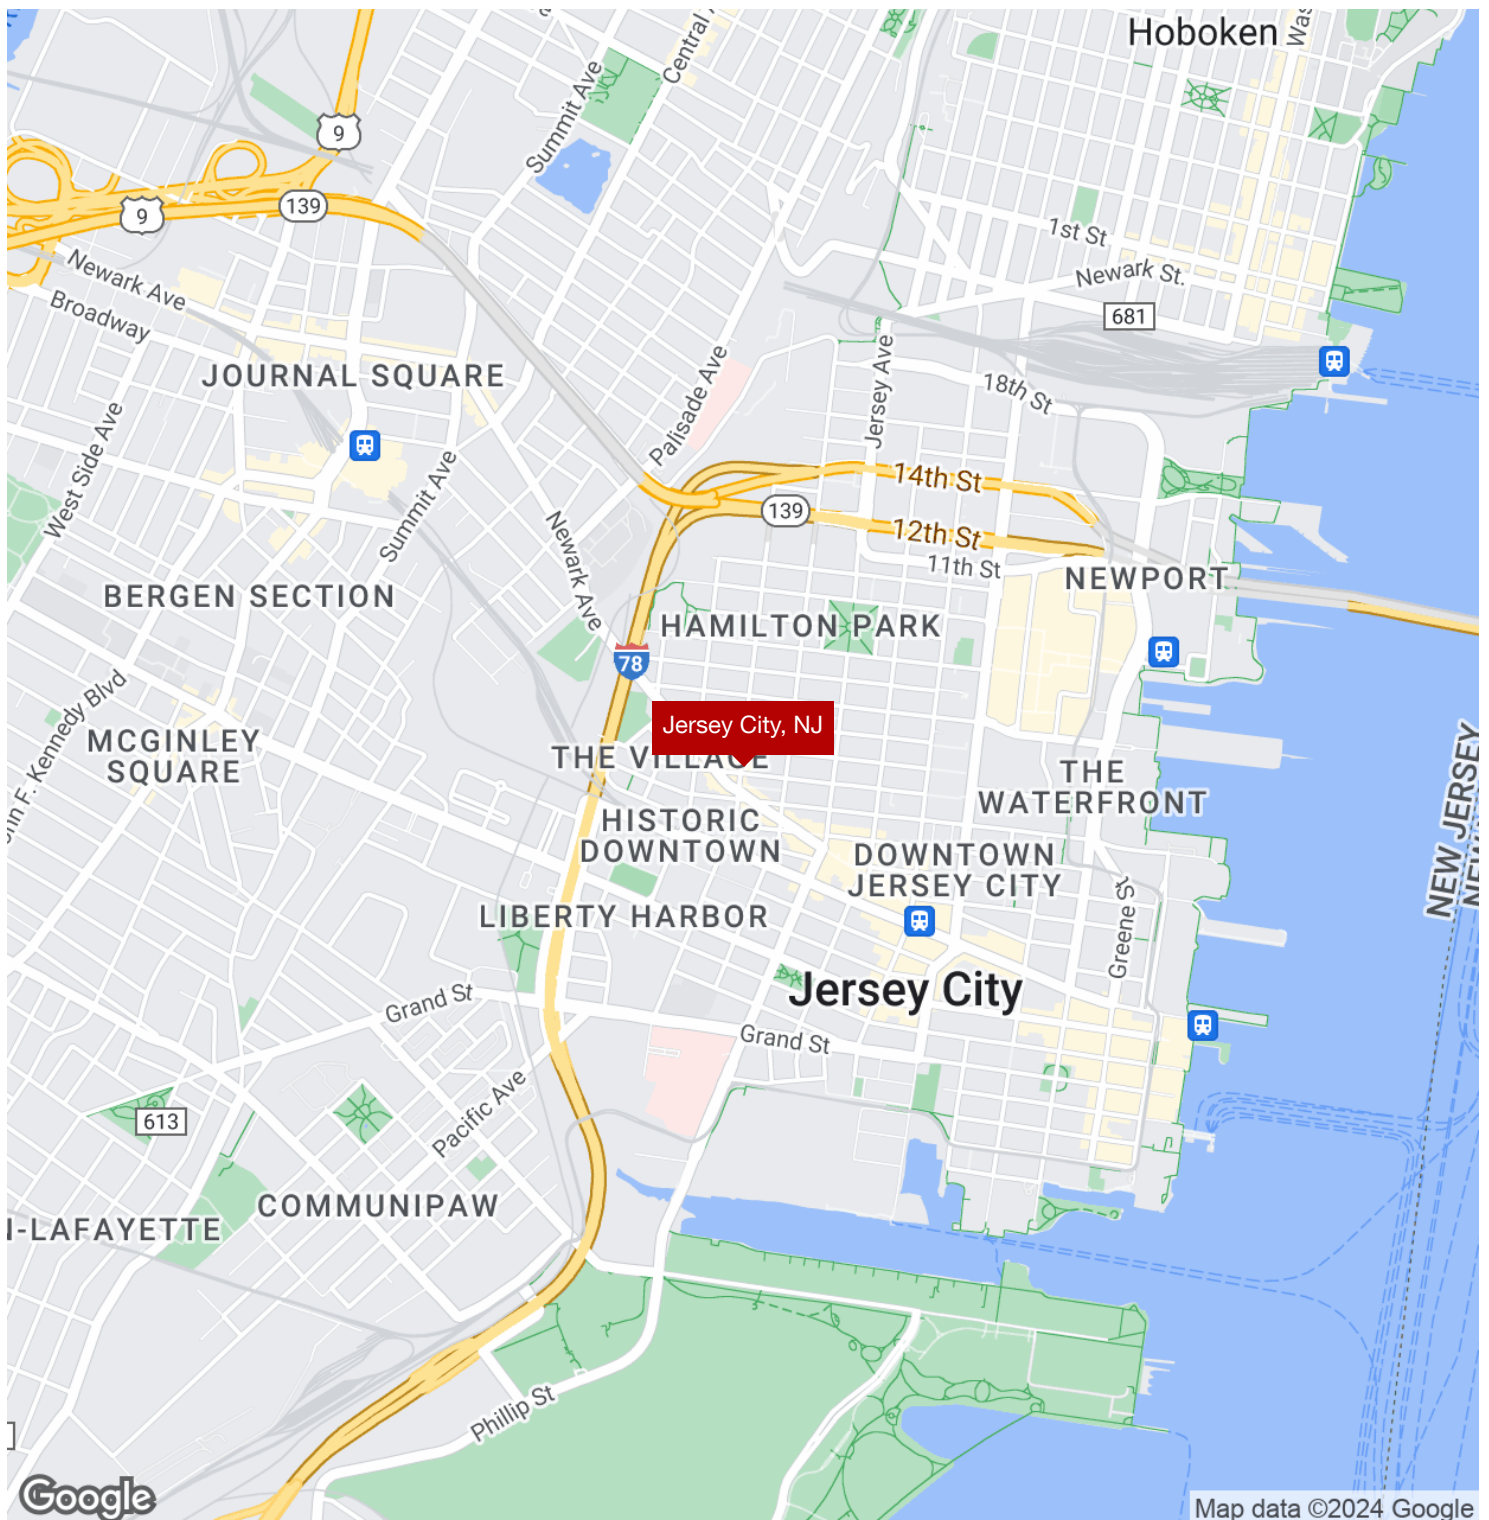 Hoboken
Summit Ave
9
9
139
1st St
Newark St.
681
Newark Ave
Broadway
JOURNAL SQUARE
Palisade Ave
Jersey Ave
18th St
West Side Ave
Summit Ave
14th St
139
12th St
11th St
Newark Ave
NEWPORT
BERGEN SECTION
HAMILTON PARK
78
Jersey City, NJ
MCGINLEY
SQUARE
THE VILLAGE
THE
WATERFRONT
HISTORIC
DOWNTOWN
DOWNTOWN
JERSEY CITY
NEW JERSEY
LIBERTY HARBOR
Greene St
Jersey City
Grand St
Grand St
Pacific Ave
613
COMMUNIPAW
Phillip St
Google
Map data ©2024 Google